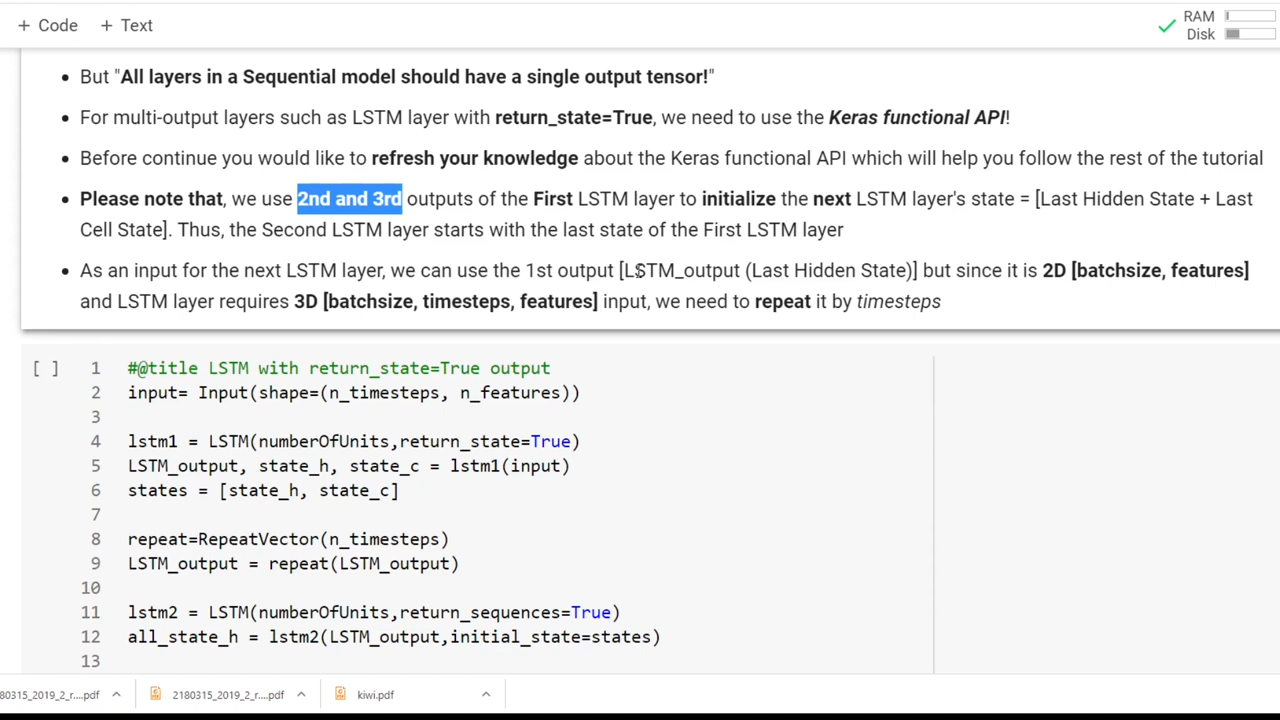 + Code + Text
RAM
Disk
• But "All layers in a Sequential model should have a single output tensor!"
• For multi-output layers such as LSTM layer with return_state=True, we need to use the Keras functional API!
• Before continue you would like to refresh your knowledge about the Keras functional API which will help you follow the rest of the tutorial
• Please note that, we use 2nd and 3rd outputs of the First LSTM layer to initialize the next LSTM layer's state = [Last Hidden State + Last
Cell State]. Thus, the Second LSTM layer starts with the last state of the First LSTM layer
• As an input for the next LSTM layer, we can use the 1st output [LSTM_output (Last Hidden State)] but since it is 2D [batchsize, features]
and LSTM layer requires 3D [batchsize, timesteps, features] input, we need to repeat it by timesteps
[ ] 1 #@title LSTM with return_state=True output
2 input= Input(shape=(n_timesteps, n_features))
3
4 lstm1 = LSTM(numberOfUnits,return_state=True)
5 LSTM_output, state_h, state_c = lstm1(input)
6 states = [state_h, state_c]
7
8 repeat=RepeatVector(n_timesteps)
9 LSTM_output = repeat(LSTM_output)
10
11 lstm2 = LSTM(numberOfUnits,return_sequences=True)
12 all_state_h = lstm2(LSTM_output,initial_state=states)
13
80315_2019_2_r....pdf 2180315_2019_2_r....pdf kiwi.pdf